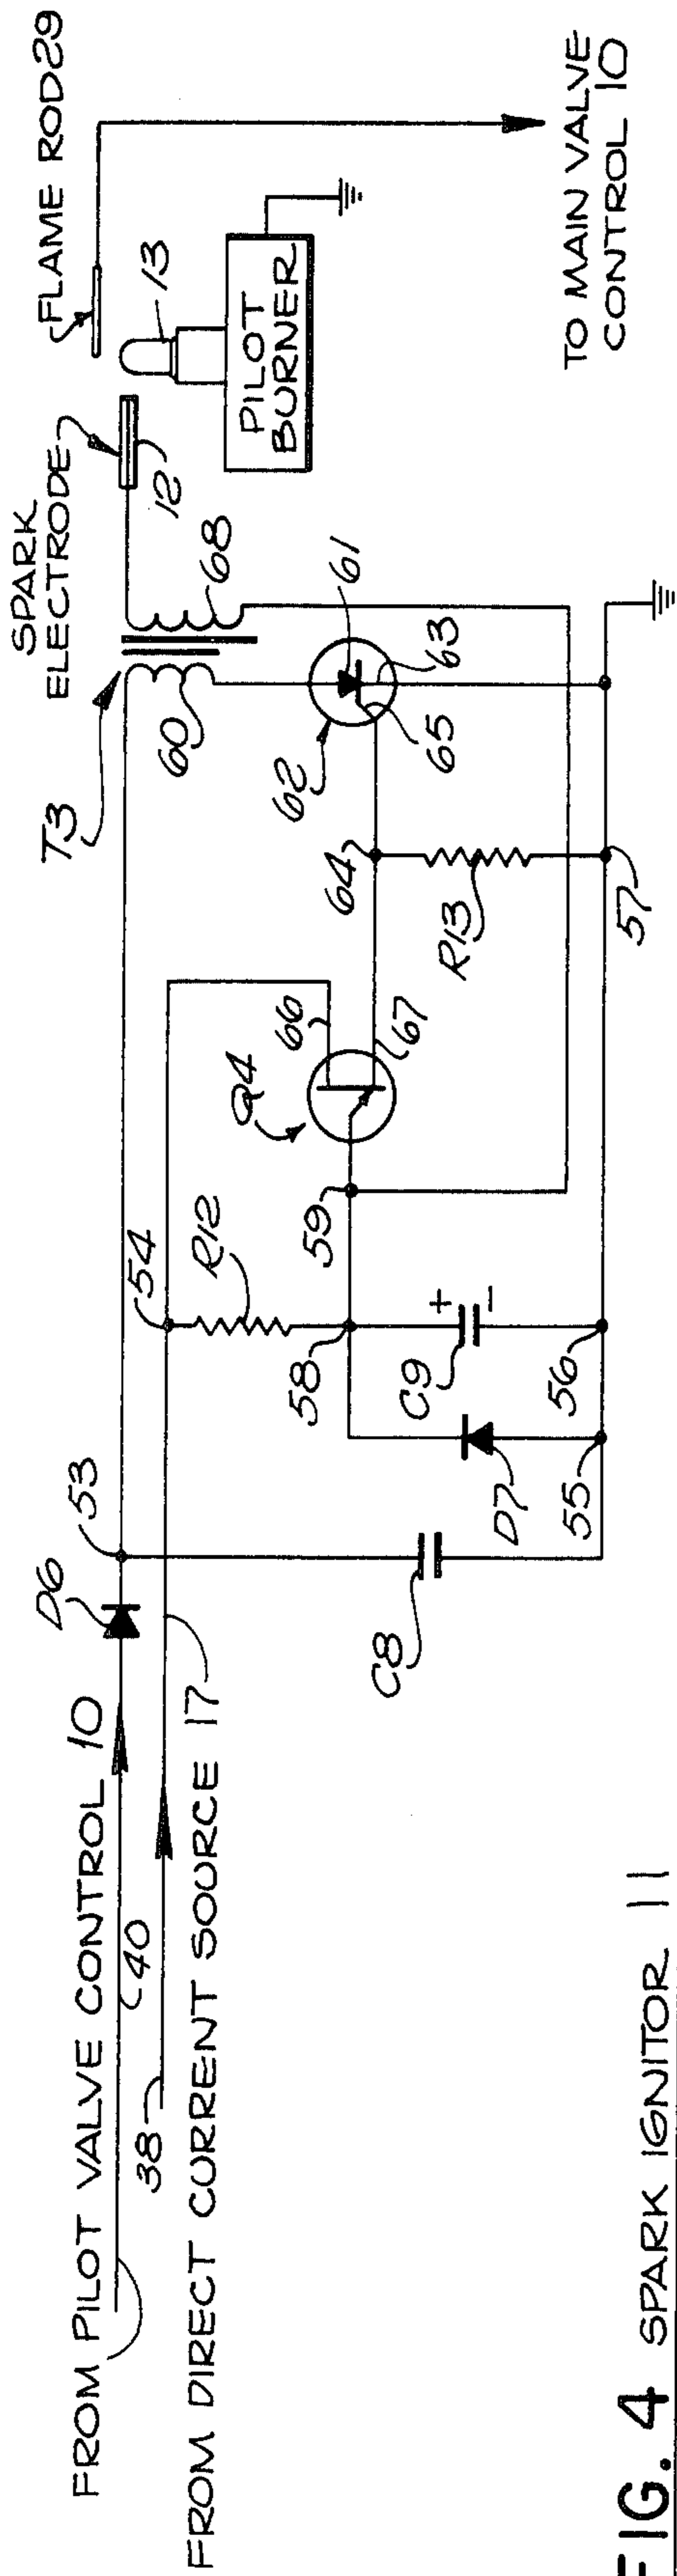 FROM PILOT VALVE CONTROL 10
40
38
FROM DIRECT CURRENT SOURCE 17
D6
53
54
R12
58
59
C8
D7
C9
+
−
55
56
57
Q4
66
67
64
R13
62
65
63
61
T3
60
68
SPARK
ELECTRODE
12
FLAME ROD 29
13
PILOT
BURNER
TO MAIN VALVE
CONTROL 10
FIG. 4 SPARK IGNITOR 11